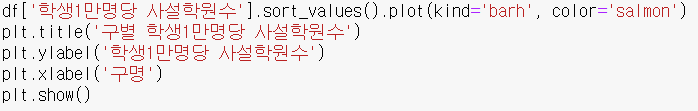 df['학생1만명당 사설학원수'].sort_values().plot(kind='barh', color='salmon')
plt.title('구별 학생1만명당 사설학원수')
plt.ylabel('학생1만명당 사설학원수')
plt.xlabel('구명')
plt.show()